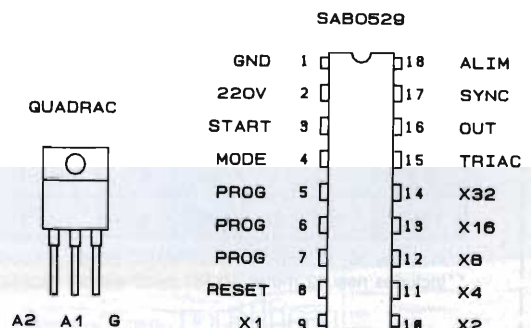 SAB0529
GND 1 18 ALIM
220V 2 17 SYNC
START 3 16 OUT
MODE 4 15 TRIAC
PROG 5 14 X32
PROG 6 13 X16
PROG 7 12 X8
RESET 8 11 X4
X1 9 10 X2
QUADRAC
A2 A1 G